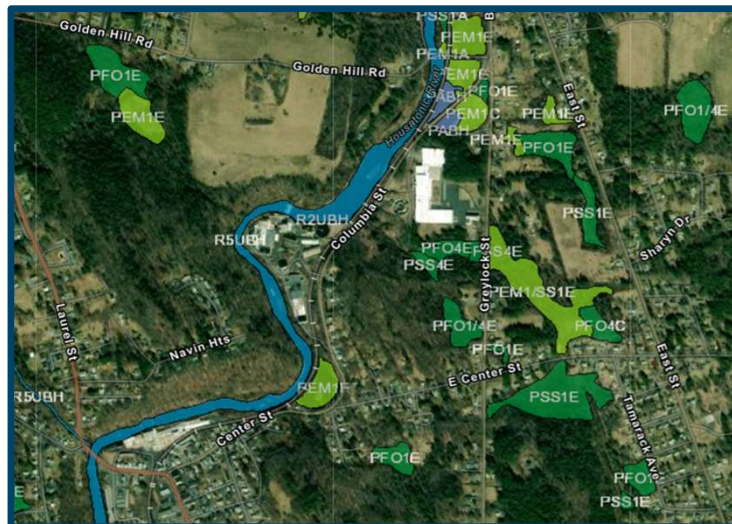 PSS1A
B
Golden Hill Rd
PEM1E
PEM1A
PFO1E
Golden Hill Rd
PEM1E
PFO1E
East St
PEM1E
PABH
PEM1C
PEM1E
PFO1/4E
Housatonic River
PABH
PEM1E
PFO1E
Columbia St
PSS1E
R2UBH
R5UBH
Sharyn Dr
PFO4E
PSS4E
Greylock St
PEM1/SS1E
Laurel St
PFO1/4E
PFO4C
Navin Hts
PFO1E
East St
E Center St
PEM1F
R5UBH
PSS1E
Center St
Tamarack Ave
PFO1E
PSS1E